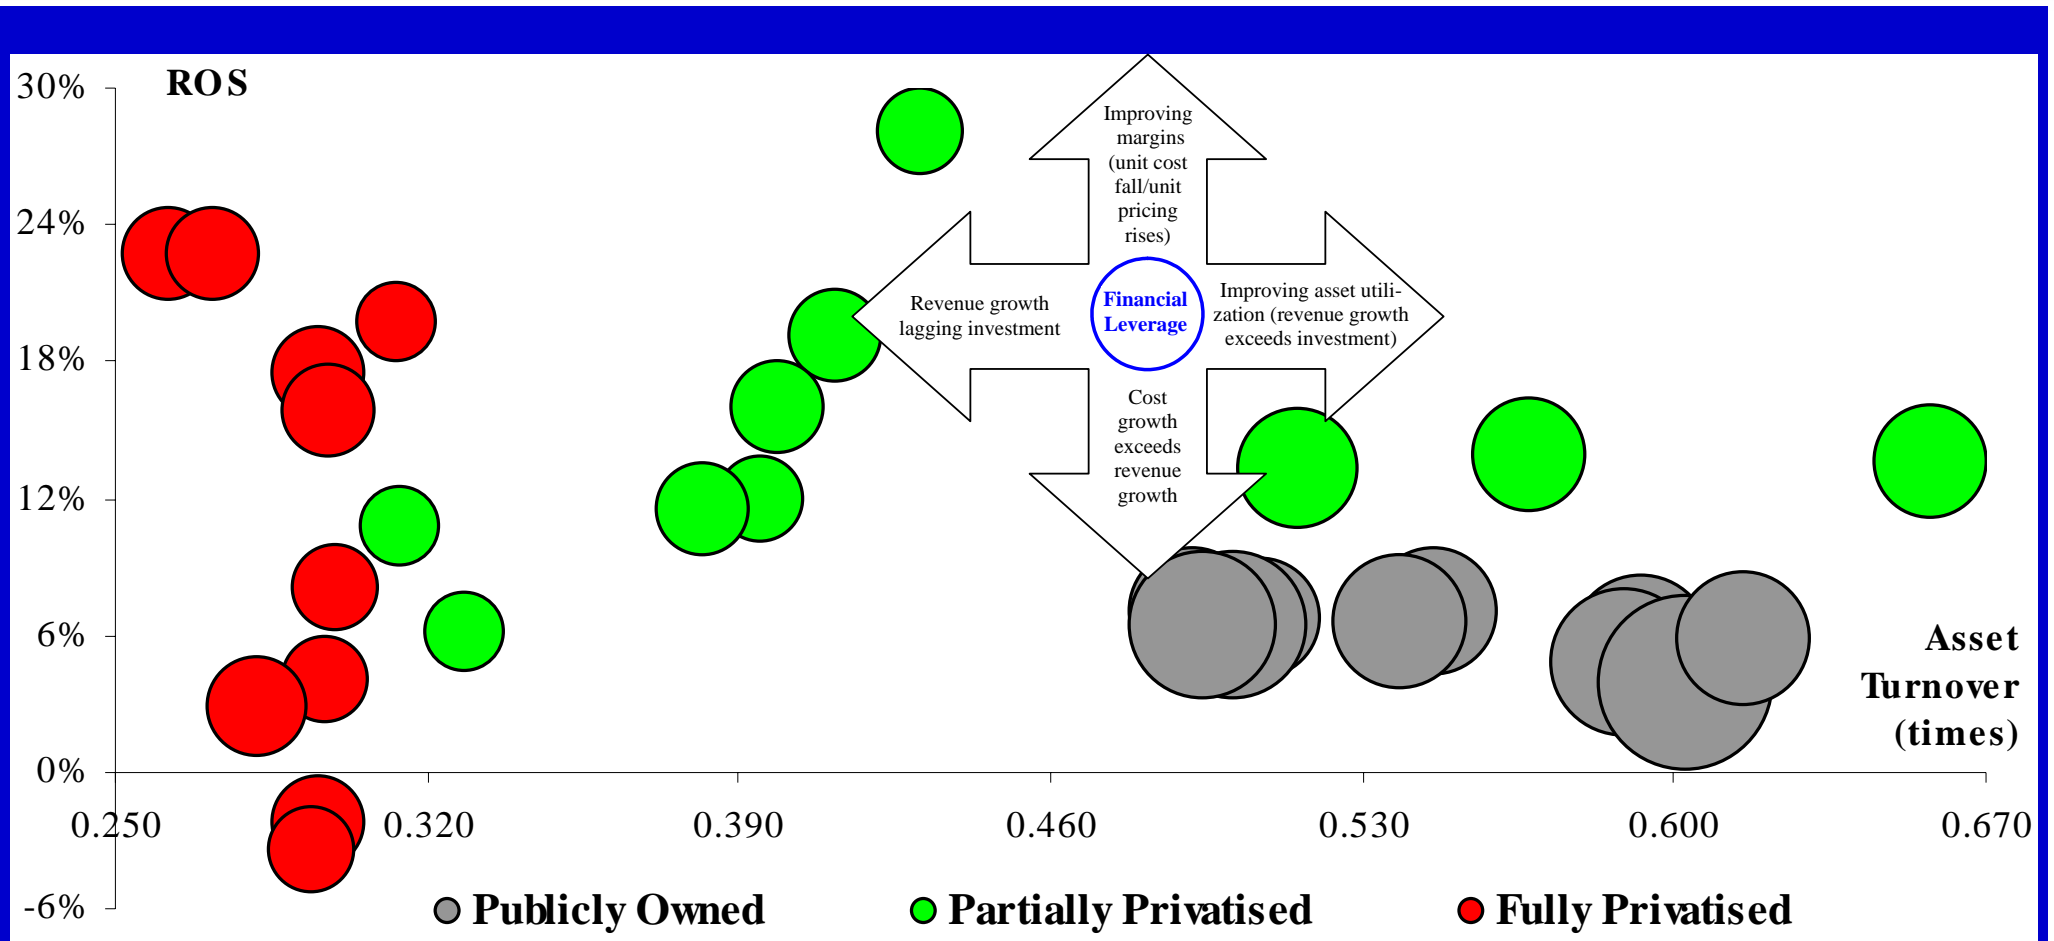 ROS
30%
24%
18%
12%
6%
0%
-6%
Improving
margins
(unit cost
fall/unit
pricing
rises)
Revenue growth
lagging investment
Financial
Leverage
Improving asset utili-
zation (revenue growth
exceeds investment)
Cost
growth
exceeds
revenue
growth
Asset
Turnover
(times)
0.250 0.320 0.390 0.460 0.530 0.600 0.670
Publicly Owned Partially Privatised Fully Privatised